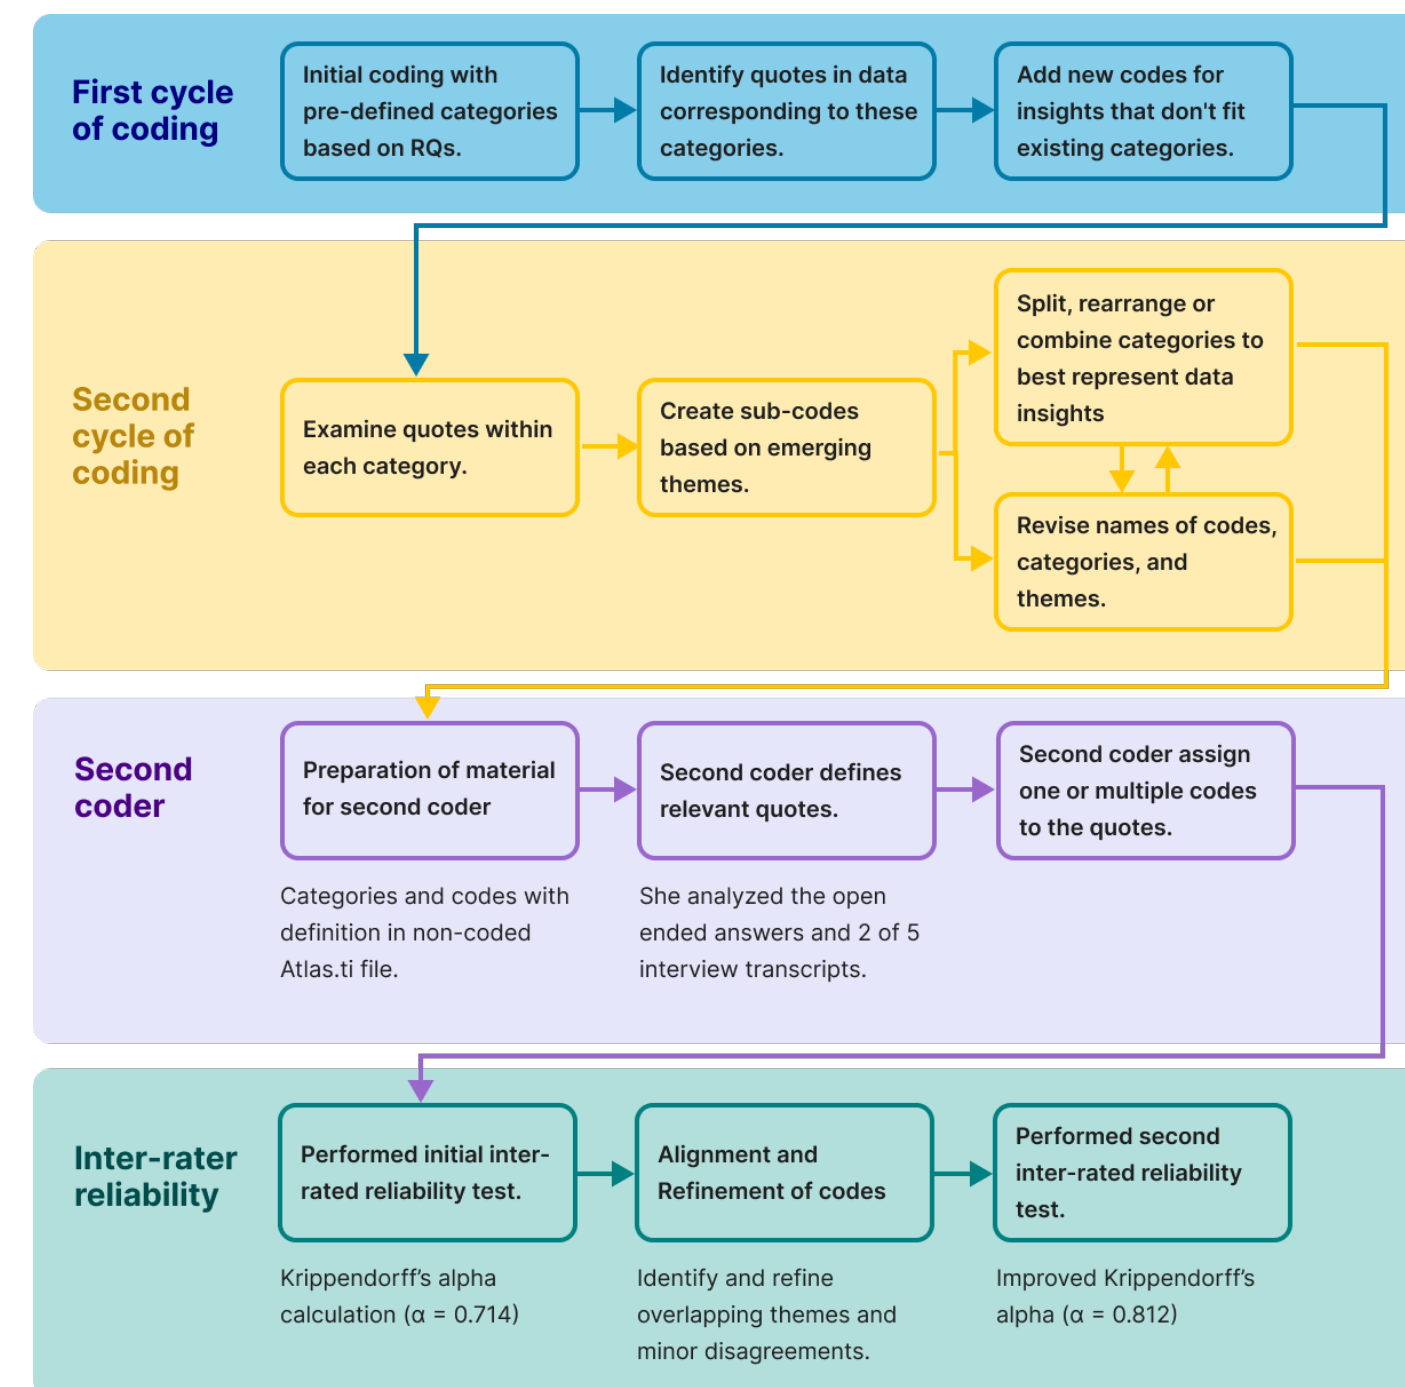 First cycle
of coding
Initial coding with
pre-defined categories
based on RQs.
Identify quotes in data
corresponding to these
categories.
Add new codes for
insights that don't fit
existing categories.
Second
cycle of
coding
Examine quotes within
each category.
Create sub-codes
based on emerging
themes.
Split, rearrange or
combine categories to
best represent data
insights
Revise names of codes,
categories, and
themes.
Second
coder
Preparation of material
for second coder
Categories and codes with
definition in non-coded
Atlas.ti file.
Second coder defines
relevant quotes.
She analyzed the open
ended answers and 2 of 5
interview transcripts.
Second coder assign
one or multiple codes
to the quotes.
Inter-rater
reliability
Performed initial inter-
rated reliability test.
Krippendorff’s alpha
calculation (α = 0.714)
Alignment and
Refinement of codes
Identify and refine
overlapping themes and
minor disagreements.
Performed second
inter-rated reliability
test.
Improved Krippendorff’s
alpha (α = 0.812)